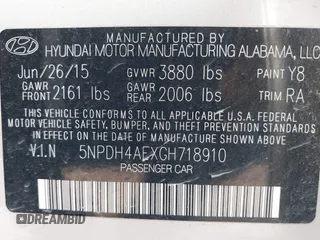 BY
HYUNDAI MOTOR MANUFACTURING ALABAMA, LLC
Jun/26/15 GVWR 3880 lbs PAINT Y8
GAWR FRONT 2161 lbs GAWR REAR 2006 lbs TRIM RA
THIS VEHICLE CONFORMS TO ALL APPLICABLE
U.S.A. FEDERAL MOTOR
VEHICLE SAFETY, BUMPER, AND THEFT PREVENTION
STANDARDS IN EFFECT ON THE DATE OF
MANUFACTURE SHOWN ABOVE.
V.I.N 5NPDH4AEXGH718910
PASSENGER CAR
DREAMBID